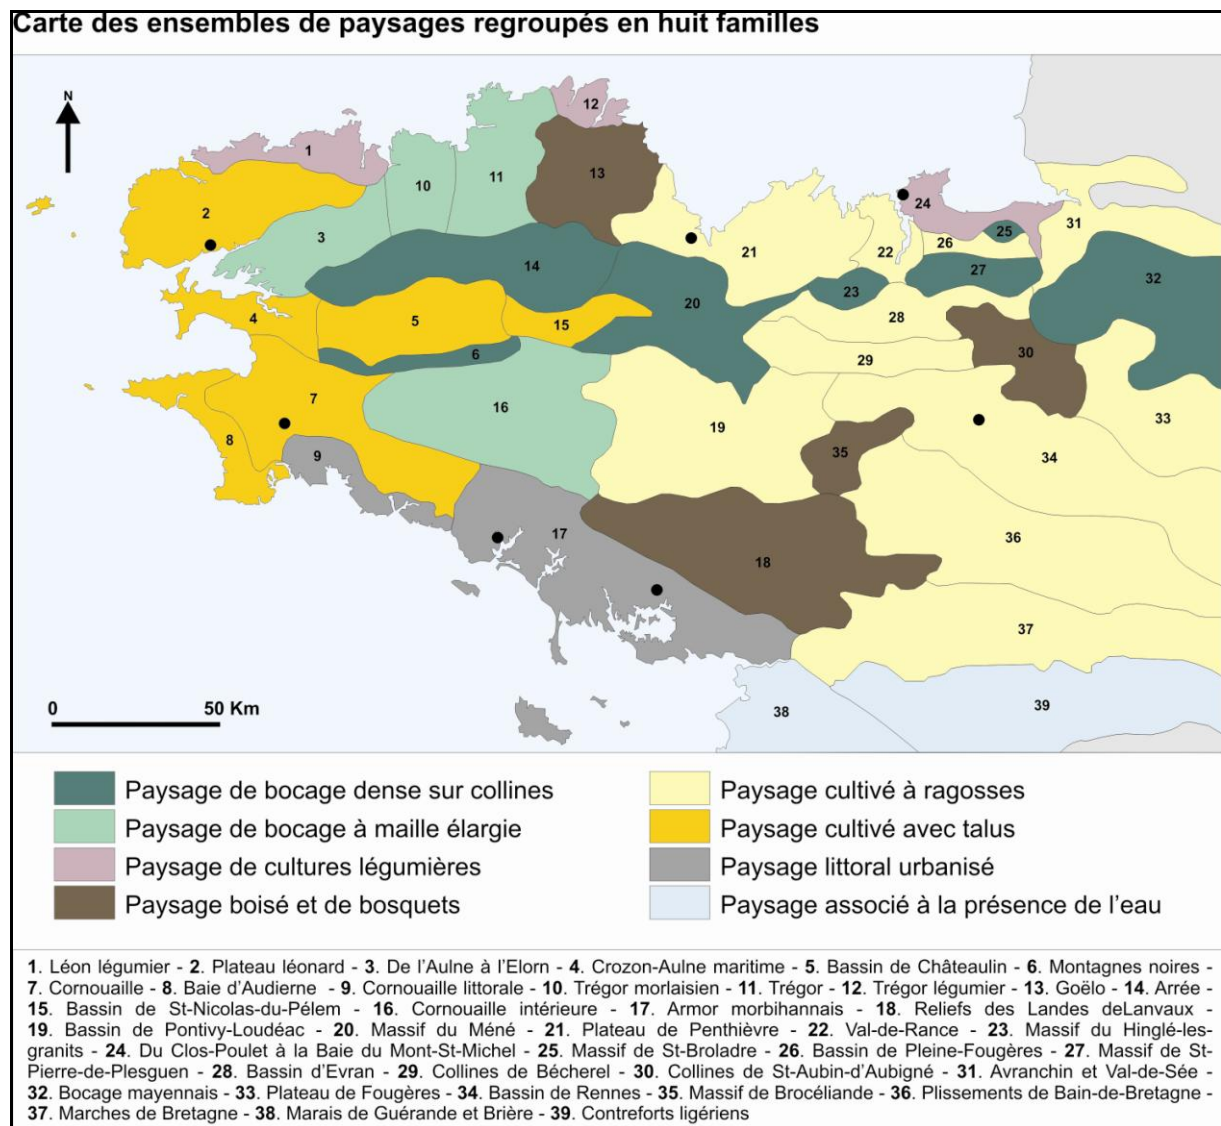 Carte des ensembles de paysages regroupés en huit familles
N
12
1
10
11
13
2
24
3
21
22
31
25
26
14
27
32
20
23
4
5
15
28
6
29
30
7
16
19
33
8
9
35
34
17
36
18
37
39
38
0 50 Km
Paysage de bocage dense sur collines
Paysage de bocage à maille élargie
Paysage de cultures légumières
Paysage boisé et de bosquets
Paysage cultivé à ragosses
Paysage cultivé avec talus
Paysage littoral urbanisé
Paysage associé à la présence de l'eau
1. Léon légumier - 2. Plateau léonard - 3. De l'Aulne à l'Elorn - 4. Crozon-Aulne maritime - 5. Bassin de Châteaulin - 6. Montagnes noires -
7. Cornouaille - 8. Baie d'Audierne - 9. Cornouaille littorale - 10. Trégor morlaisien - 11. Trégor - 12. Trégor légumier - 13. Goëlo - 14. Arrée -
15. Bassin de St-Nicolas-du-Pélem - 16. Cornouaille intérieure - 17. Armor morbihannais - 18. Reliefs des Landes deLanvaux -
19. Bassin de Pontivy-Loudéac - 20. Massif du Méné - 21. Plateau de Penthièvre - 22. Val-de-Rance - 23. Massif du Hinglé-les-
granits - 24. Du Clos-Poulet à la Baie du Mont-St-Michel - 25. Massif de St-Broladre - 26. Bassin de Pleine-Fougères - 27. Massif de St-
Pierre-de-Plesguen - 28. Bassin d'Evran - 29. Collines de Bécherel - 30. Collines de St-Aubin-d'Aubigné - 31. Avranchin et Val-de-Sée -
32. Bocage mayennais - 33. Plateau de Fougères - 34. Bassin de Rennes - 35. Massif de Brocéliande - 36. Plissements de Bain-de-Bretagne -
37. Marches de Bretagne - 38. Marais de Guérande et Brière - 39. Contreforts ligériens